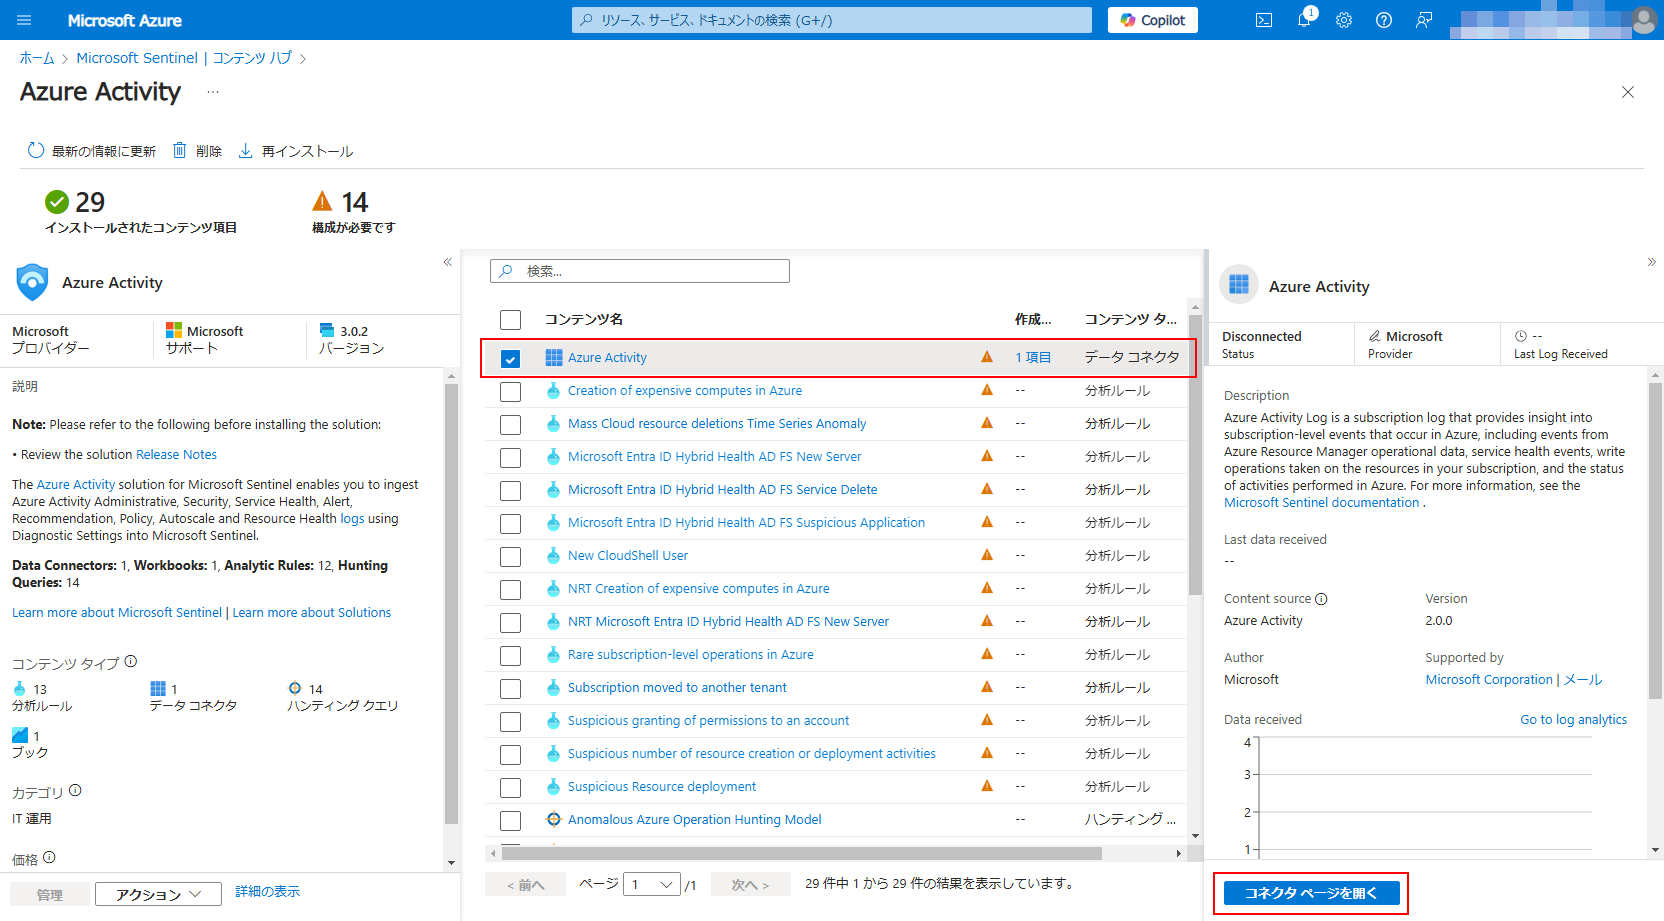 Microsoft Azure
リソース、サービス、ドキュメントの検索 (G+/)
Copilot
1
ホーム > Microsoft Sentinel | コンテンツ ハブ >
Azure Activity ...
最新の情報に更新 削除 再インストール
29
インストールされたコンテンツ項目
14
構成が必要です
Azure Activity
Microsoft
プロバイダー
Microsoft
サポート
3.0.2
バージョン
説明
Note: Please refer to the following before installing the solution:
• Review the solution Release Notes
The Azure Activity solution for Microsoft Sentinel enables you to ingest
Azure Activity Administrative, Security, Service Health, Alert,
Recommendation, Policy, Autoscale and Resource Health logs using
Diagnostic Settings into Microsoft Sentinel.
Data Connectors: 1, Workbooks: 1, Analytic Rules: 12, Hunting
Queries: 14
Learn more about Microsoft Sentinel | Learn more about Solutions
コンテンツ タイプ
13
分析ルール
1
データ コネクタ
14
ハンティング クエリ
1
ブック
カテゴリ
IT 運用
価格
管理 アクション 詳細の表示
検索...
コンテンツ名 作成... コンテンツ タ...
Azure Activity 1 項目 データ コネクタ
Creation of expensive computes in Azure -- 分析ルール
Mass Cloud resource deletions Time Series Anomaly -- 分析ルール
Microsoft Entra ID Hybrid Health AD FS New Server -- 分析ルール
Microsoft Entra ID Hybrid Health AD FS Service Delete -- 分析ルール
Microsoft Entra ID Hybrid Health AD FS Suspicious Application -- 分析ルール
New CloudShell User -- 分析ルール
NRT Creation of expensive computes in Azure -- 分析ルール
NRT Microsoft Entra ID Hybrid Health AD FS New Server -- 分析ルール
Rare subscription-level operations in Azure -- 分析ルール
Subscription moved to another tenant -- 分析ルール
Suspicious granting of permissions to an account -- 分析ルール
Suspicious number of resource creation or deployment activities -- 分析ルール
Suspicious Resource deployment -- 分析ルール
Anomalous Azure Operation Hunting Model -- ハンティング ...
< 前へ ページ 1 /1 次へ > 29 件中 1 から 29 件の結果を表示しています。
Azure Activity
Disconnected
Status
Microsoft
Provider
--
Last Log Received
Description
Azure Activity Log is a subscription log that provides insight into
subscription-level events that occur in Azure, including events from
Azure Resource Manager operational data, service health events, write
operations taken on the resources in your subscription, and the status
of activities performed in Azure. For more information, see the
Microsoft Sentinel documentation .
Last data received
--
Content source Version
Azure Activity 2.0.0
Author Supported by
Microsoft Microsoft Corporation | メール
Data received Go to log analytics
4
3
2
1
コネクタ ページを開く